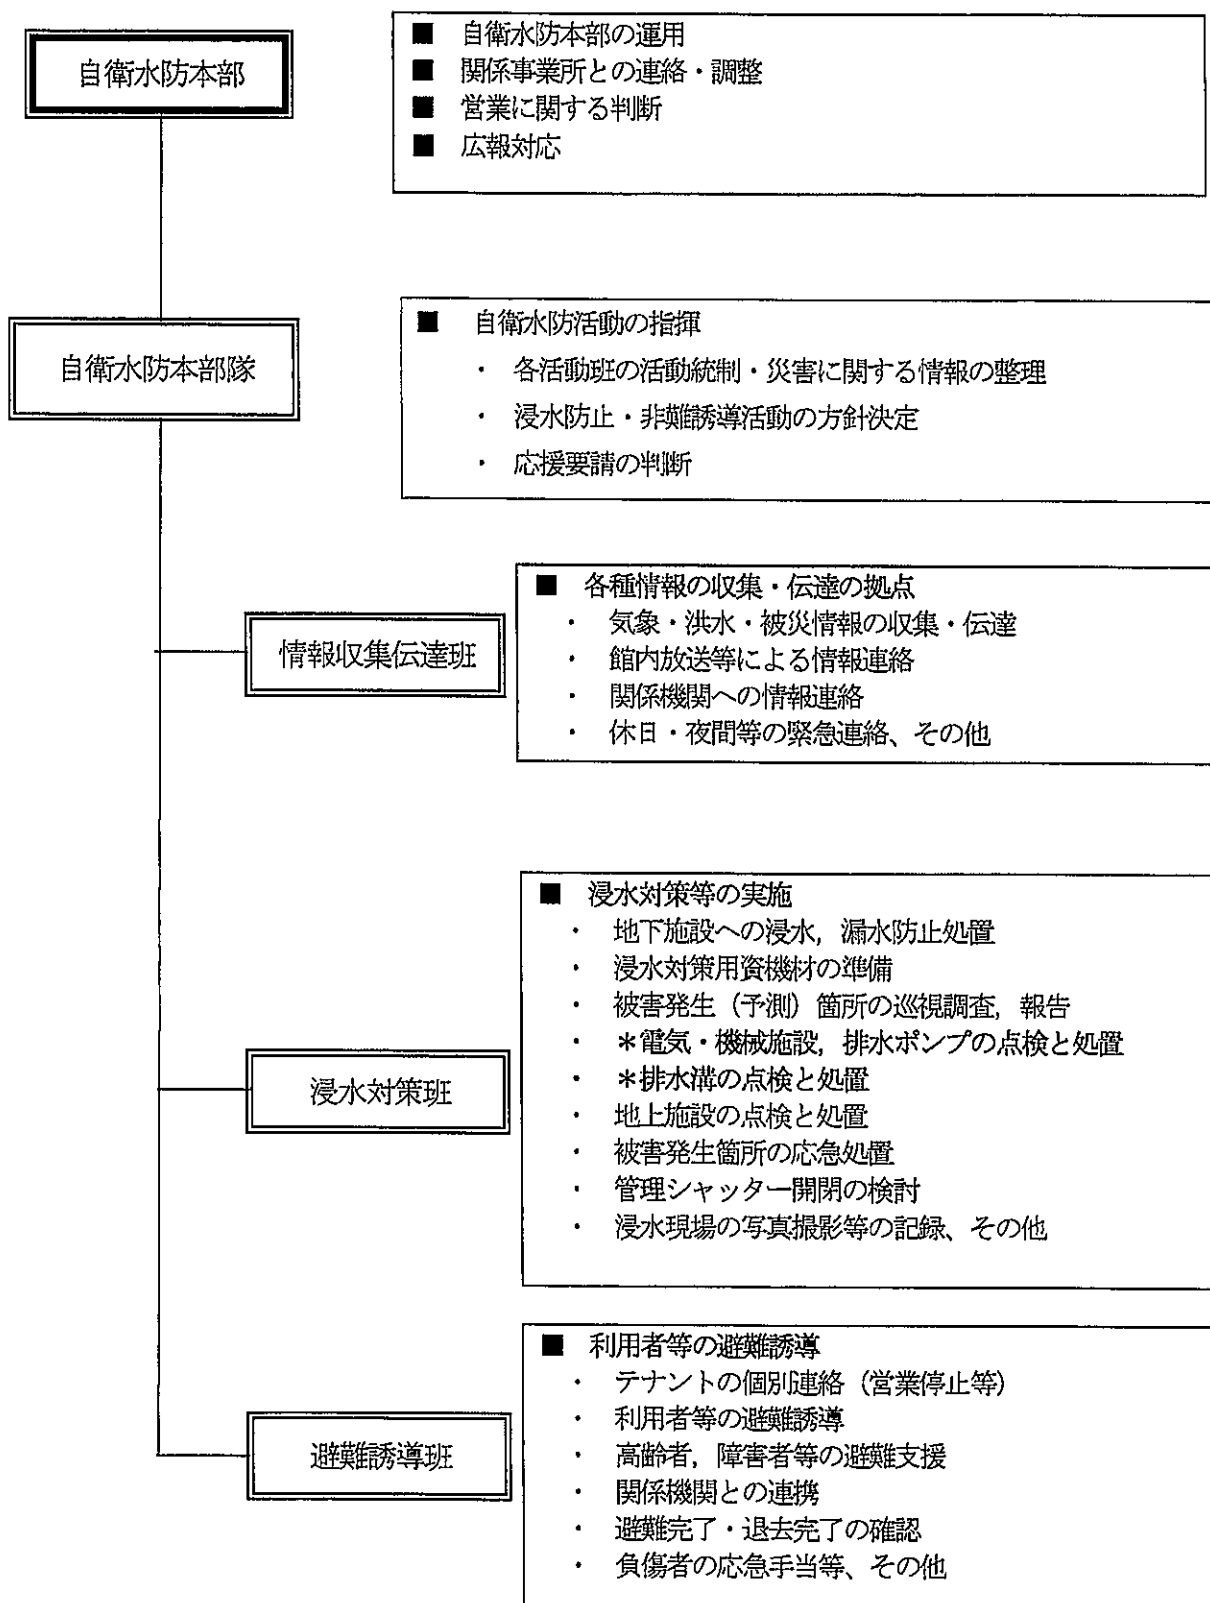 自衛水防本部
■ 自衛水防本部の運用
■ 関係事業所との連絡・調整
■ 営業に関する判断
■ 広報対応
自衛水防本部隊
■ 自衛水防活動の指揮
・ 各活動班の活動統制・災害に関する情報の整理
・ 浸水防止・非難誘導活動の方針決定
・ 応援要請の判断
情報収集伝達班
■ 各種情報の収集・伝達の拠点
・ 気象・洪水・被災情報の収集・伝達
・ 館内放送等による情報連絡
・ 関係機関への情報連絡
・ 休日・夜間等の緊急連絡、その他
浸水対策班
■ 浸水対策等の実施
・ 地下施設への浸水，漏水防止処置
・ 浸水対策用資機材の準備
・ 被害発生（予測）箇所の巡視調査，報告
・ ＊電気・機械施設，排水ポンプの点検と処置
・ ＊排水溝の点検と処置
・ 地上施設の点検と処置
・ 被害発生箇所の応急処置
・ 管理シャッター開閉の検討
・ 浸水現場の写真撮影等の記録、その他
避難誘導班
■ 利用者等の避難誘導
・ テナントの個別連絡（営業停止等）
・ 利用者等の避難誘導
・ 高齢者，障害者等の避難支援
・ 関係機関との連携
・ 避難完了・退去完了の確認
・ 負傷者の応急手当等、その他